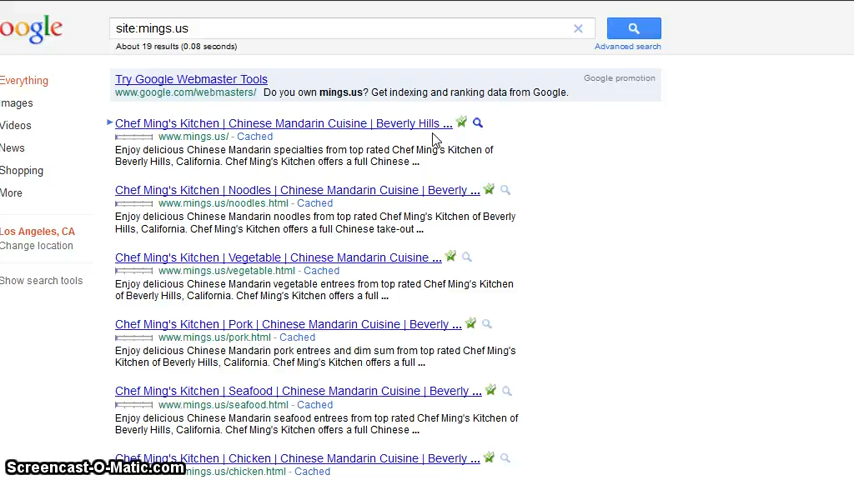 oogle
site:mings.us
About 19 results (0.08 seconds)
Advanced search
Everything
Images
Videos
News
Shopping
More
Los Angeles, CA
Change location
Show search tools
Try Google Webmaster Tools
Google promotion
www.google.com/webmasters/ Do you own mings.us? Get indexing and ranking data from Google.
Chef Ming's Kitchen | Chinese Mandarin Cuisine | Beverly Hills ...
www.mings.us/ - Cached
Enjoy delicious Chinese Mandarin specialties from top rated Chef Ming's Kitchen of
Beverly Hills, California. Chef Ming's Kitchen offers a full Chinese ...
Chef Ming's Kitchen | Noodles | Chinese Mandarin Cuisine | Beverly ...
www.mings.us/noodles.html - Cached
Enjoy delicious Chinese Mandarin noodles from top rated Chef Ming's Kitchen of Beverly
Hills, California. Chef Ming's Kitchen offers a full Chinese take-out ...
Chef Ming's Kitchen | Vegetable | Chinese Mandarin Cuisine ...
www.mings.us/vegetable.html - Cached
Enjoy delicious Chinese Mandarin vegetable entrees from top rated Chef Ming's Kitchen
of Beverly Hills, California. Chef Ming's Kitchen offers a full ...
Chef Ming's Kitchen | Pork | Chinese Mandarin Cuisine | Beverly ...
www.mings.us/pork.html - Cached
Enjoy delicious Chinese Mandarin pork entrees and dim sum from top rated Chef Ming's
Kitchen of Beverly Hills, California. Chef Ming's Kitchen offers a full ...
Chef Ming's Kitchen | Seafood | Chinese Mandarin Cuisine | Beverly ...
www.mings.us/seafood.html - Cached
Enjoy delicious Chinese Mandarin seafood entrees from top rated Chef Ming's Kitchen of
Beverly Hills, California. Chef Ming's Kitchen offers a full Chinese ...
Chef Ming's Kitchen | Chicken | Chinese Mandarin Cuisine | Beverly ...
Screencast-O-Matic.com
mings.us/chicken.html - Cached